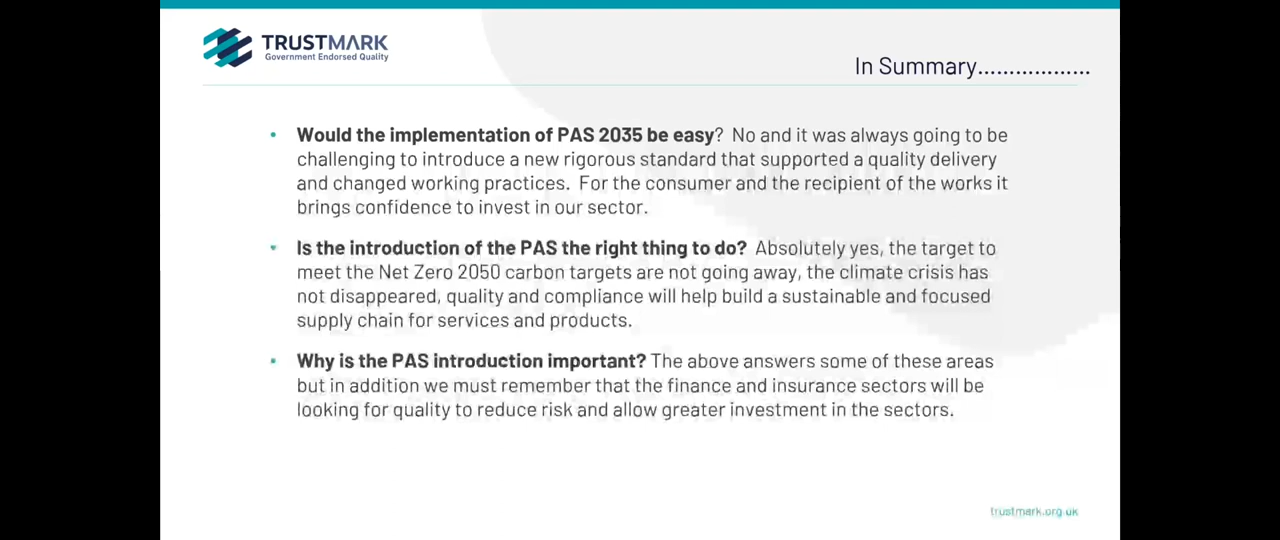 TRUSTMARK
Government Endorsed Quality
In Summary..................
• Would the implementation of PAS 2035 be easy? No and it was always going to be
challenging to introduce a new rigorous standard that supported a quality delivery
and changed working practices. For the consumer and the recipient of the works it
brings confidence to invest in our sector.
• Is the introduction of the PAS the right thing to do? Absolutely yes, the target to
meet the Net Zero 2050 carbon targets are not going away, the climate crisis has
not disappeared, quality and compliance will help build a sustainable and focused
supply chain for services and products.
• Why is the PAS introduction important? The above answers some of these areas
but in addition we must remember that the finance and insurance sectors will be
looking for quality to reduce risk and allow greater investment in the sectors.
trustmark.org.uk